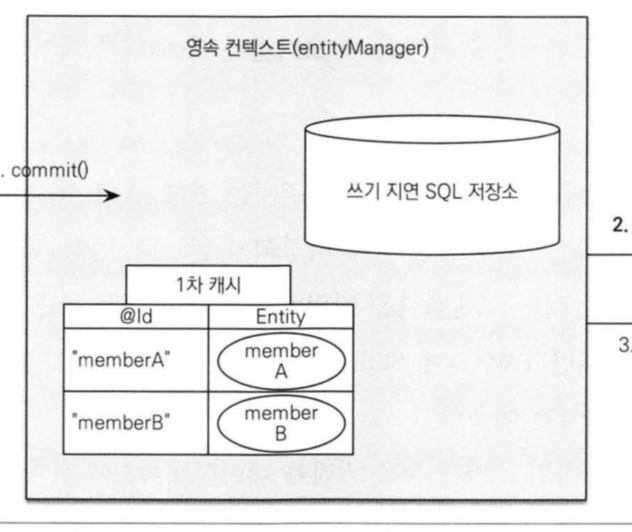 영속 컨텍스트(entityManager)
. commit()
쓰기 지연 SQL 저장소
2.
3.
1차 캐시
@Id Entity
"memberA" member
A
"memberB" member
B